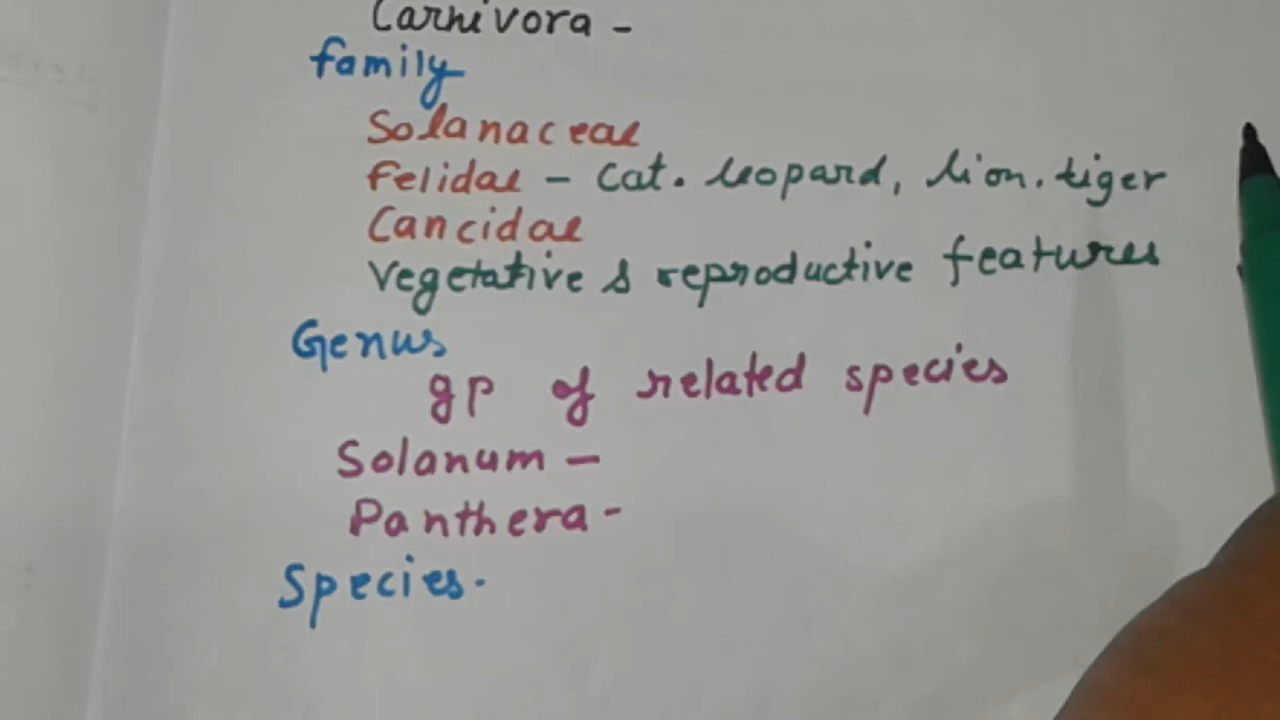 Carnivora -
family
Solanaceae
Felidae - Cat. leopard, lion. tiger
Cancidae
Vegetative & reproductive features
Genus
gp of related species
Solanum -
Panthera -
Species.